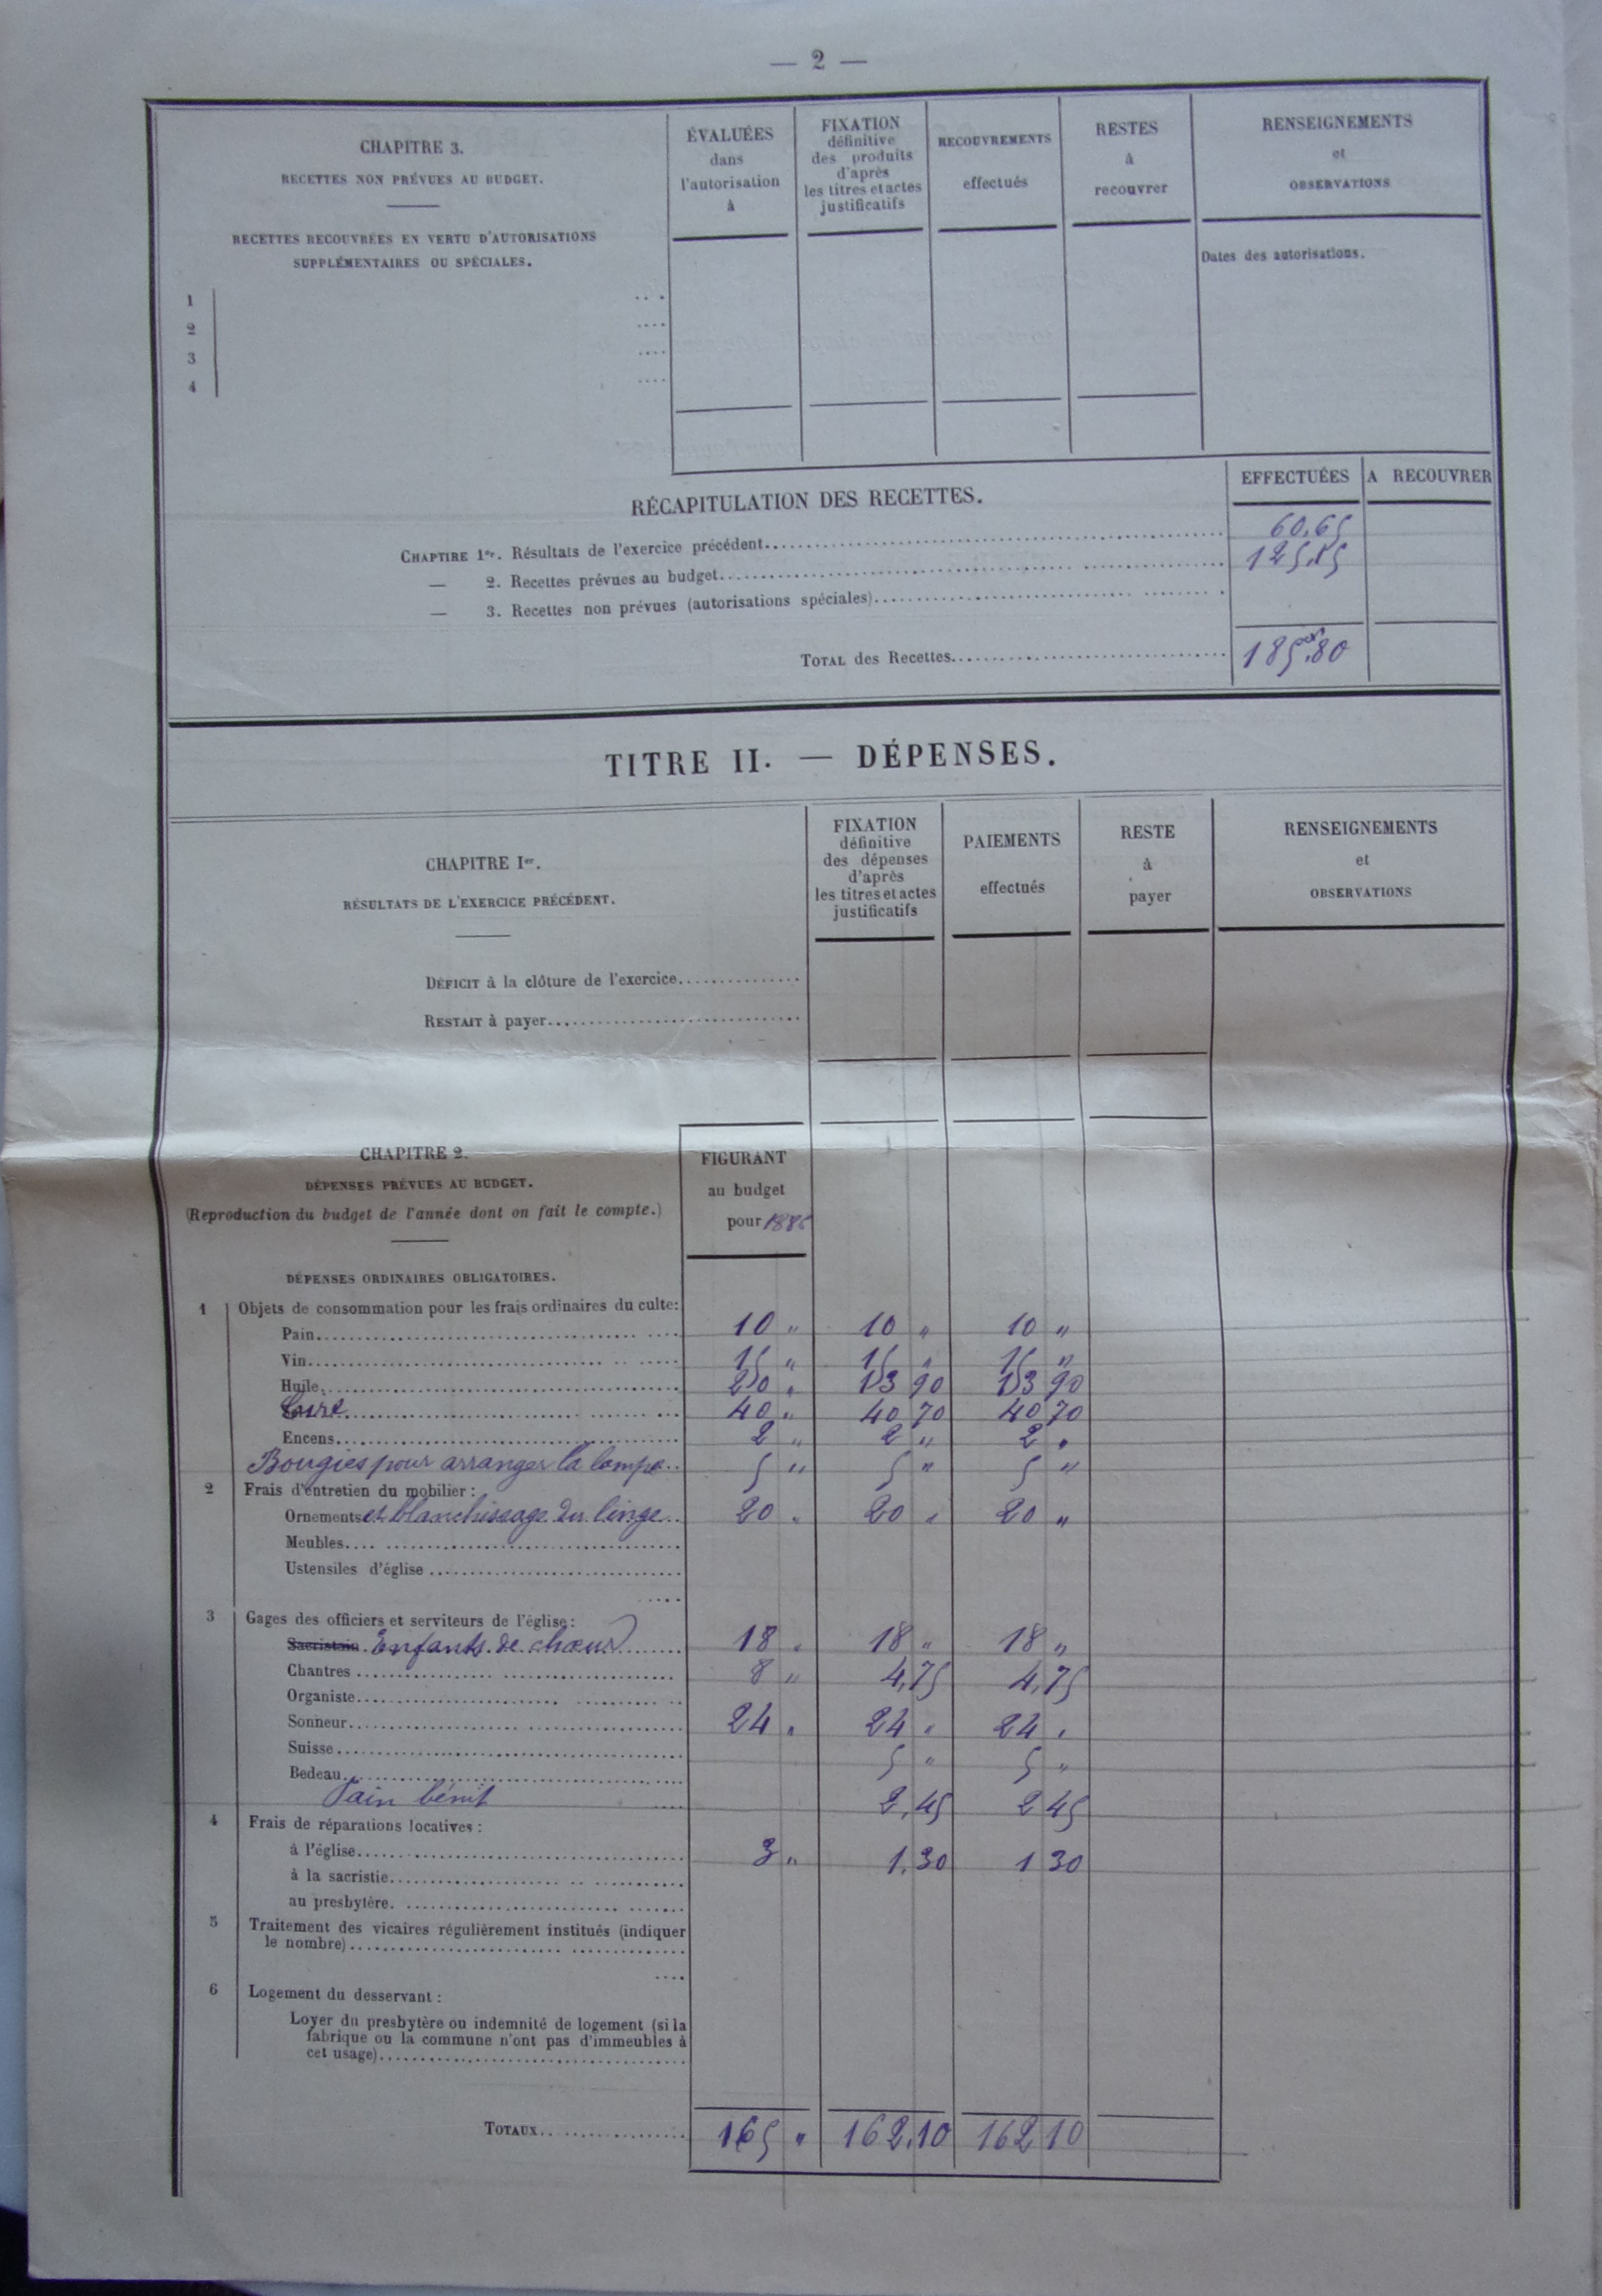 — 2 —
CHAPITRE 3.
RECETTES NON PRÉVUES AU BUDGET.
RECETTES RECOUVRÉES EN VERTU D'AUTORISATIONS
SUPPLÉMENTAIRES OU SPÉCIALES.
ÉVALUÉES
dans
l'autorisation
à
FIXATION
définitive
des produits
d'après
les titres et actes
justificatifs
RECOUVREMENTS
effectués
RESTES
à
recouvrer
RENSEIGNEMENTS
et
OBSERVATIONS
Dates des autorisations.
1
2
3
4
EFFECTUÉES A RECOUVRER
RÉCAPITULATION DES RECETTES.
CHAPTIRE 1er. Résultats de l'exercice précédent 60.65
— 2. Recettes prévues au budget 125.15
— 3. Recettes non prévues (autorisations spéciales)
TOTAL des Recettes 185.80
TITRE II. — DÉPENSES.
CHAPITRE Ier.
RÉSULTATS DE L'EXERCICE PRÉCÉDENT.
FIXATION
définitive
des dépenses
d'après
les titres et actes
justificatifs
PAIEMENTS
effectués
RESTE
à
payer
RENSEIGNEMENTS
et
OBSERVATIONS
DÉFICIT à la clôture de l'exercice
RESTAIT à payer
CHAPITRE 2.
DÉPENSES PRÉVUES AU BUDGET.
(Reproduction du budget de l'année dont on fait le compte.)
FIGURANT
au budget
pour
DÉPENSES ORDINAIRES OBLIGATOIRES.
1 Objets de consommation pour les frais ordinaires du culte:
Pain 10 " 10 " 10 "
Vin 15 " 15 " 15 "
Huile 20 " 13 90 13 90
Cire 40 " 40 70 40 70
Encens 2 " 2 " 2 "
Bougies pour arranger la lampe 5 " 5 " 5 "
2 Frais d'entretien du mobilier :
Ornements et blanchissage du linge 20 " 20 " 20 "
Meubles
Ustensiles d'église
3 Gages des officiers et serviteurs de l'église:
Sacristain Enfants de chœur 18 " 18 " 18 "
Chantres 8 " 4,75 4,75
Organiste
Sonneur 24 " 24 " 24 "
Suisse 5 " 5 "
Bedeau
Pain bénit 2,45 2 45
4 Frais de réparations locatives :
à l'église 3 " 1.30 1 30
à la sacristie
au presbytère.
5 Traitement des vicaires régulièrement institués (indiquer
le nombre)
6 Logement du desservant :
Loyer du presbytère ou indemnité de logement (si la
fabrique ou la commune n'ont pas d'immeubles à
cet usage)
TOTAUX 165 " 162.10 162 10